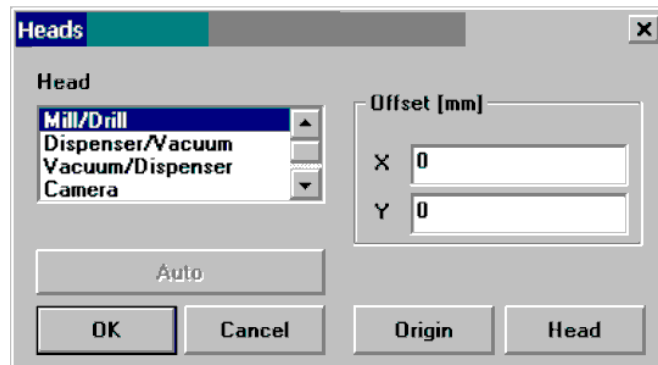 Heads
Head
Mill/Drill
Dispenser/Vacuum
Vacuum/Dispenser
Camera
Offset [mm]
X 0
Y 0
Auto
OK Cancel Origin Head